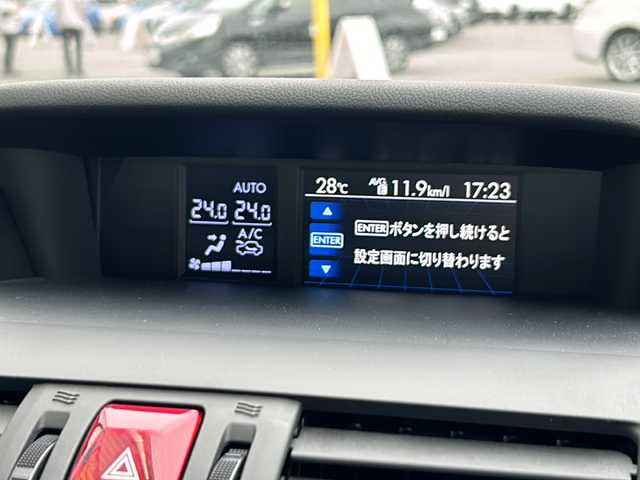 AUTO
24.0 24.0
A/C
28℃ AVG 11.9km/l 17:23
ENTER
ENTERボタンを押し続けると
設定画面に切り替わります